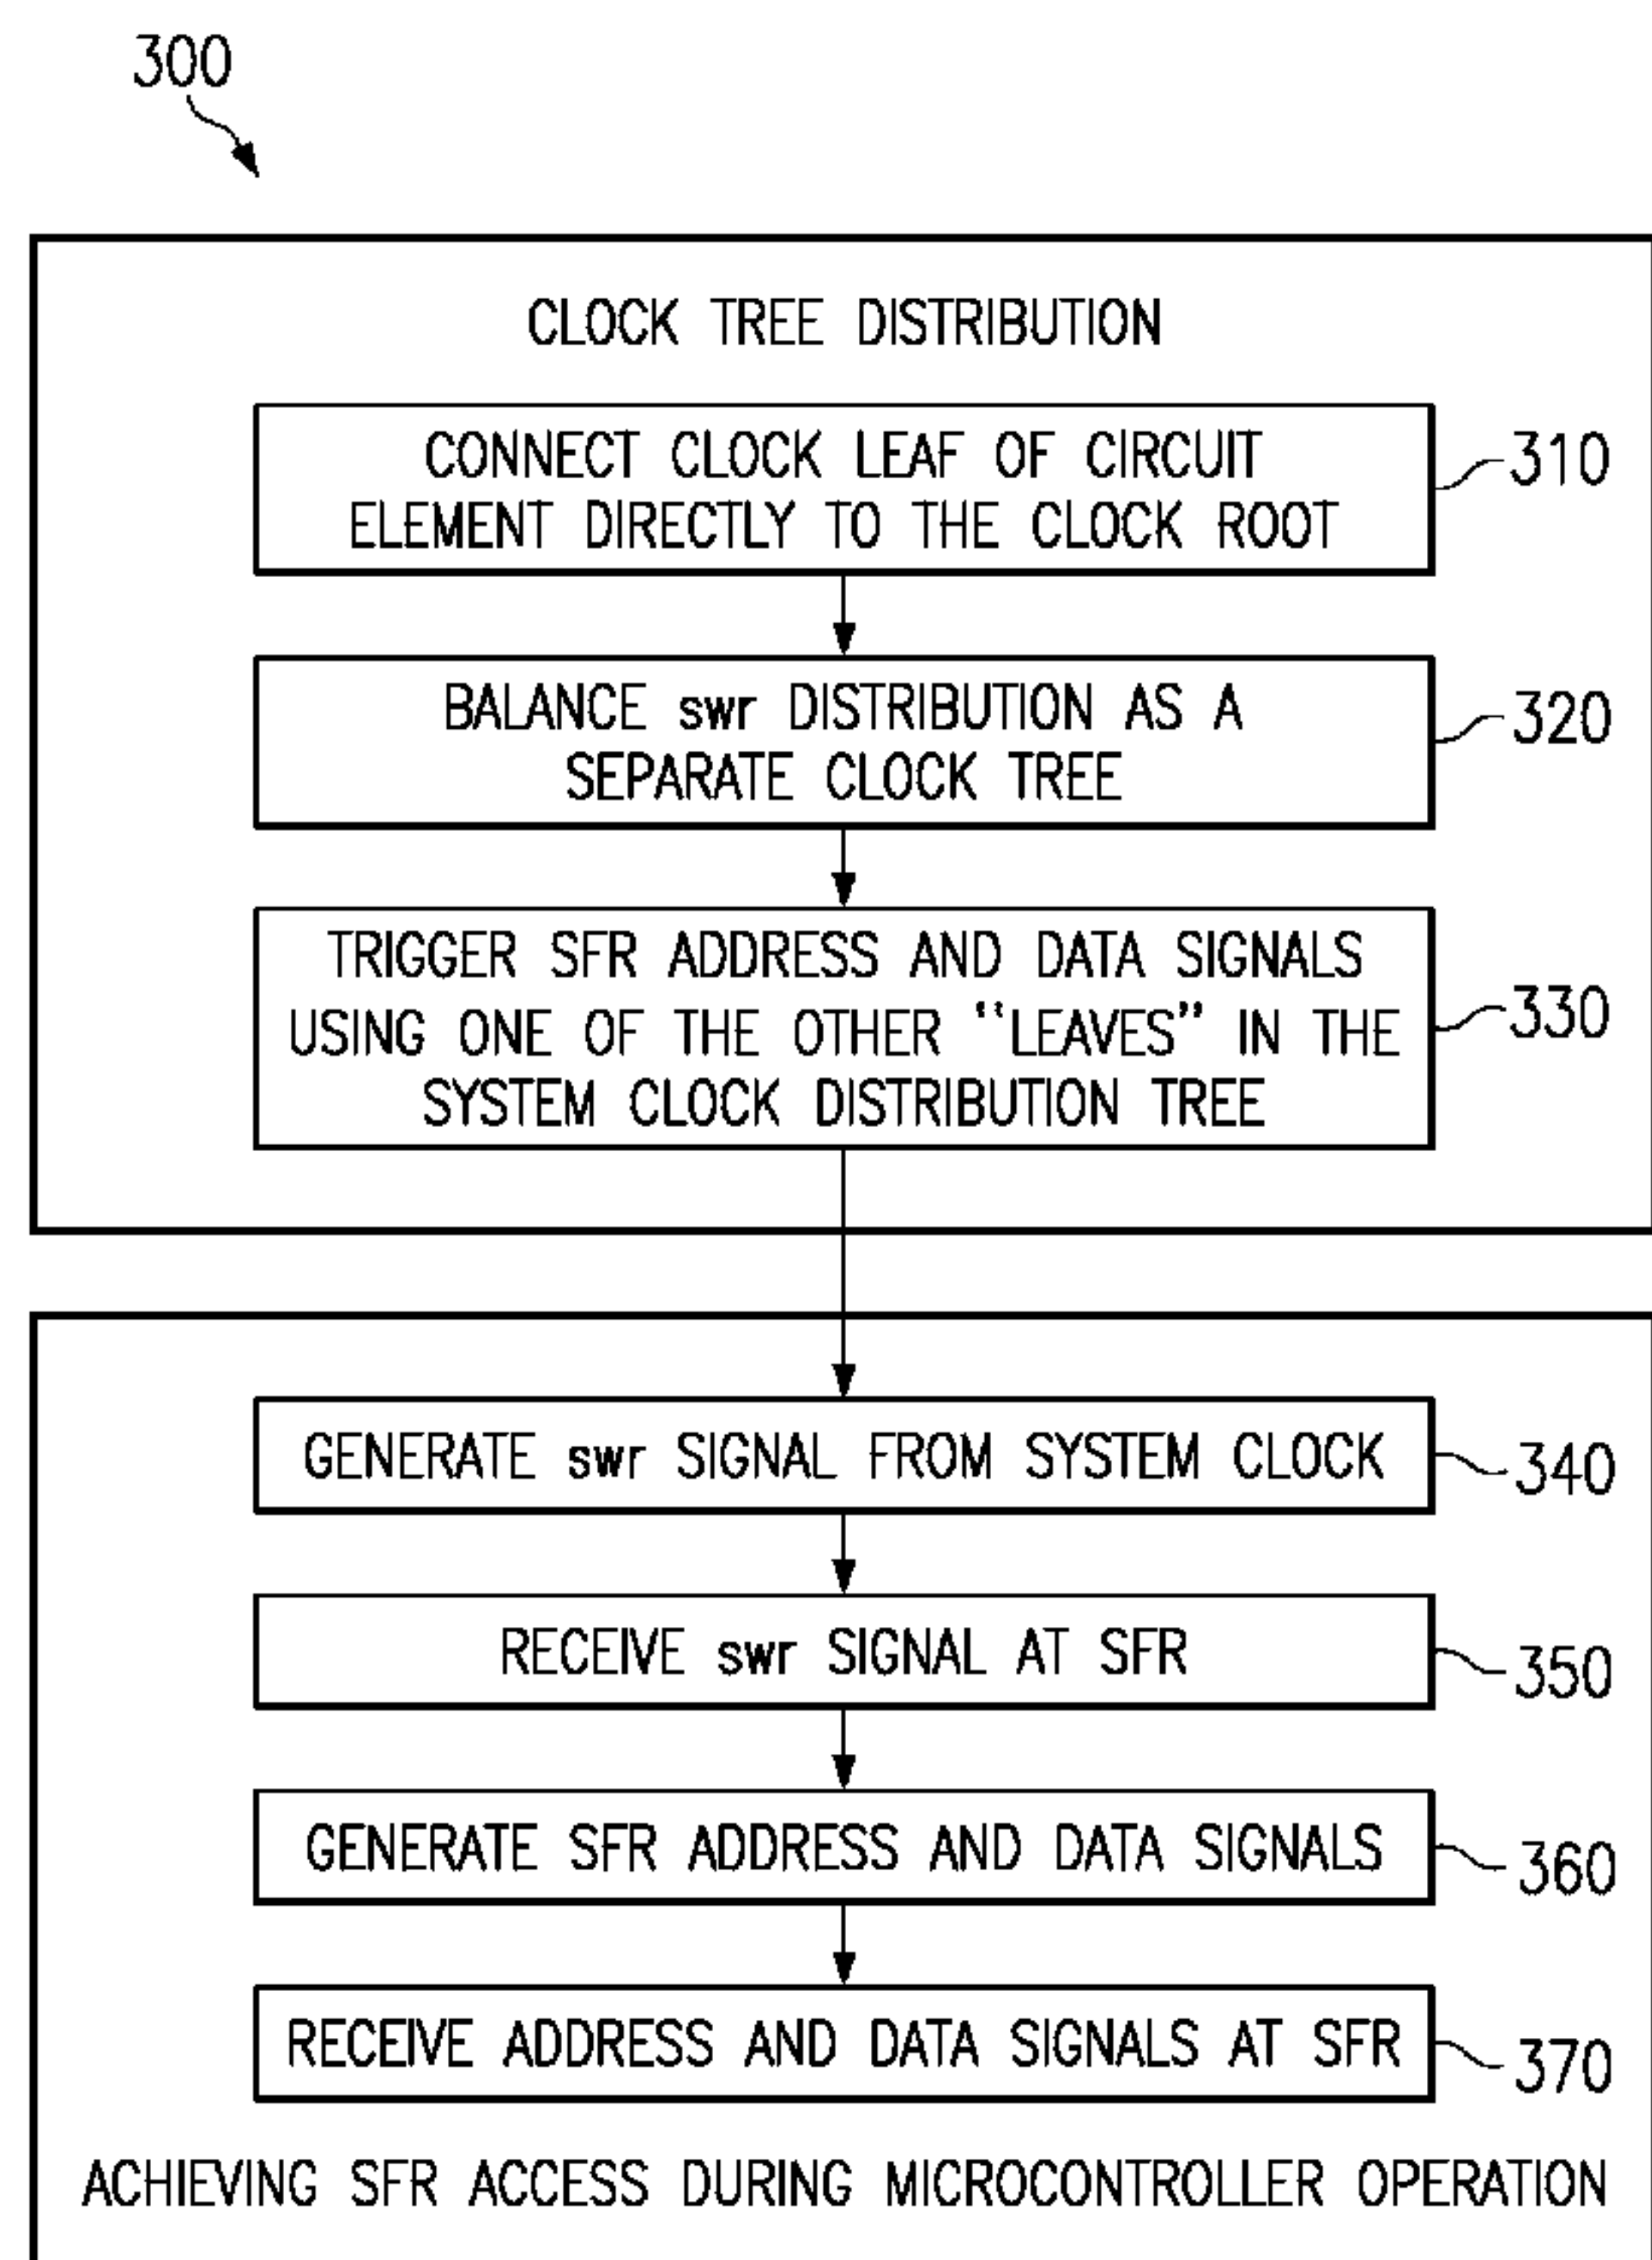 300
CLOCK TREE DISTRIBUTION
CONNECT CLOCK LEAF OF CIRCUIT
ELEMENT DIRECTLY TO THE CLOCK ROOT
310
BALANCE swr DISTRIBUTION AS A
SEPARATE CLOCK TREE
320
TRIGGER SFR ADDRESS AND DATA SIGNALS
USING ONE OF THE OTHER "LEAVES" IN THE
SYSTEM CLOCK DISTRIBUTION TREE
330
GENERATE swr SIGNAL FROM SYSTEM CLOCK
340
RECEIVE swr SIGNAL AT SFR
350
GENERATE SFR ADDRESS AND DATA SIGNALS
360
RECEIVE ADDRESS AND DATA SIGNALS AT SFR
370
ACHIEVING SFR ACCESS DURING MICROCONTROLLER OPERATION